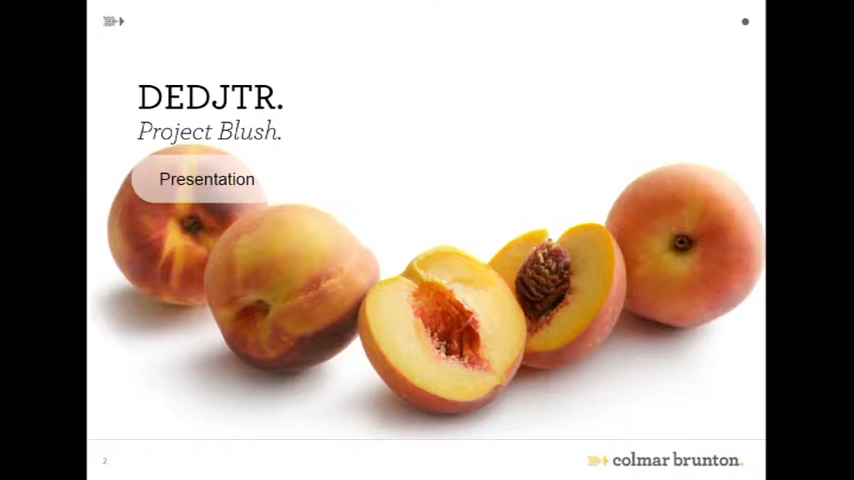 DEDJTR.
Project Blush.
Presentation
2
colmar brunton.